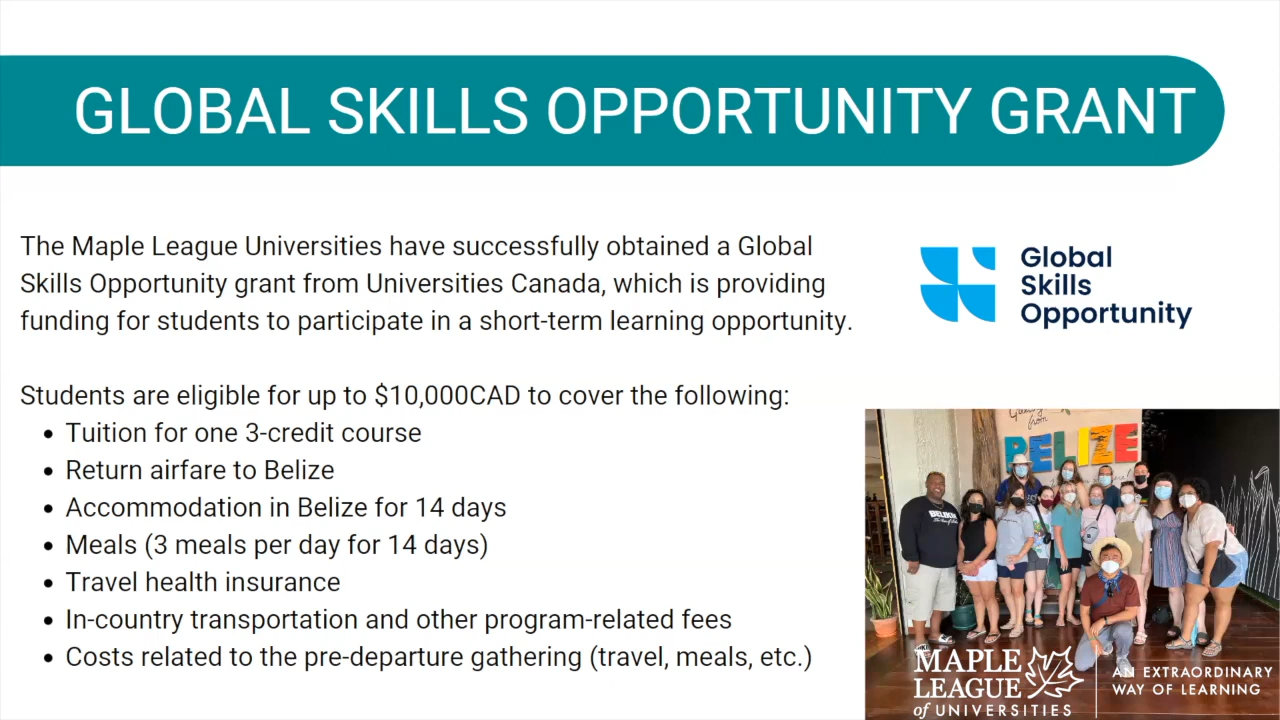 GLOBAL SKILLS OPPORTUNITY GRANT
The Maple League Universities have successfully obtained a Global
Skills Opportunity grant from Universities Canada, which is providing
funding for students to participate in a short-term learning opportunity.
Students are eligible for up to $10,000CAD to cover the following:
• Tuition for one 3-credit course
• Return airfare to Belize
• Accommodation in Belize for 14 days
• Meals (3 meals per day for 14 days)
• Travel health insurance
• In-country transportation and other program-related fees
• Costs related to the pre-departure gathering (travel, meals, etc.)
Global
Skills
Opportunity
from
BELIZE
MAPLE
LEAGUE
of UNIVERSITIES
AN EXTRAORDINARY
WAY OF LEARNING